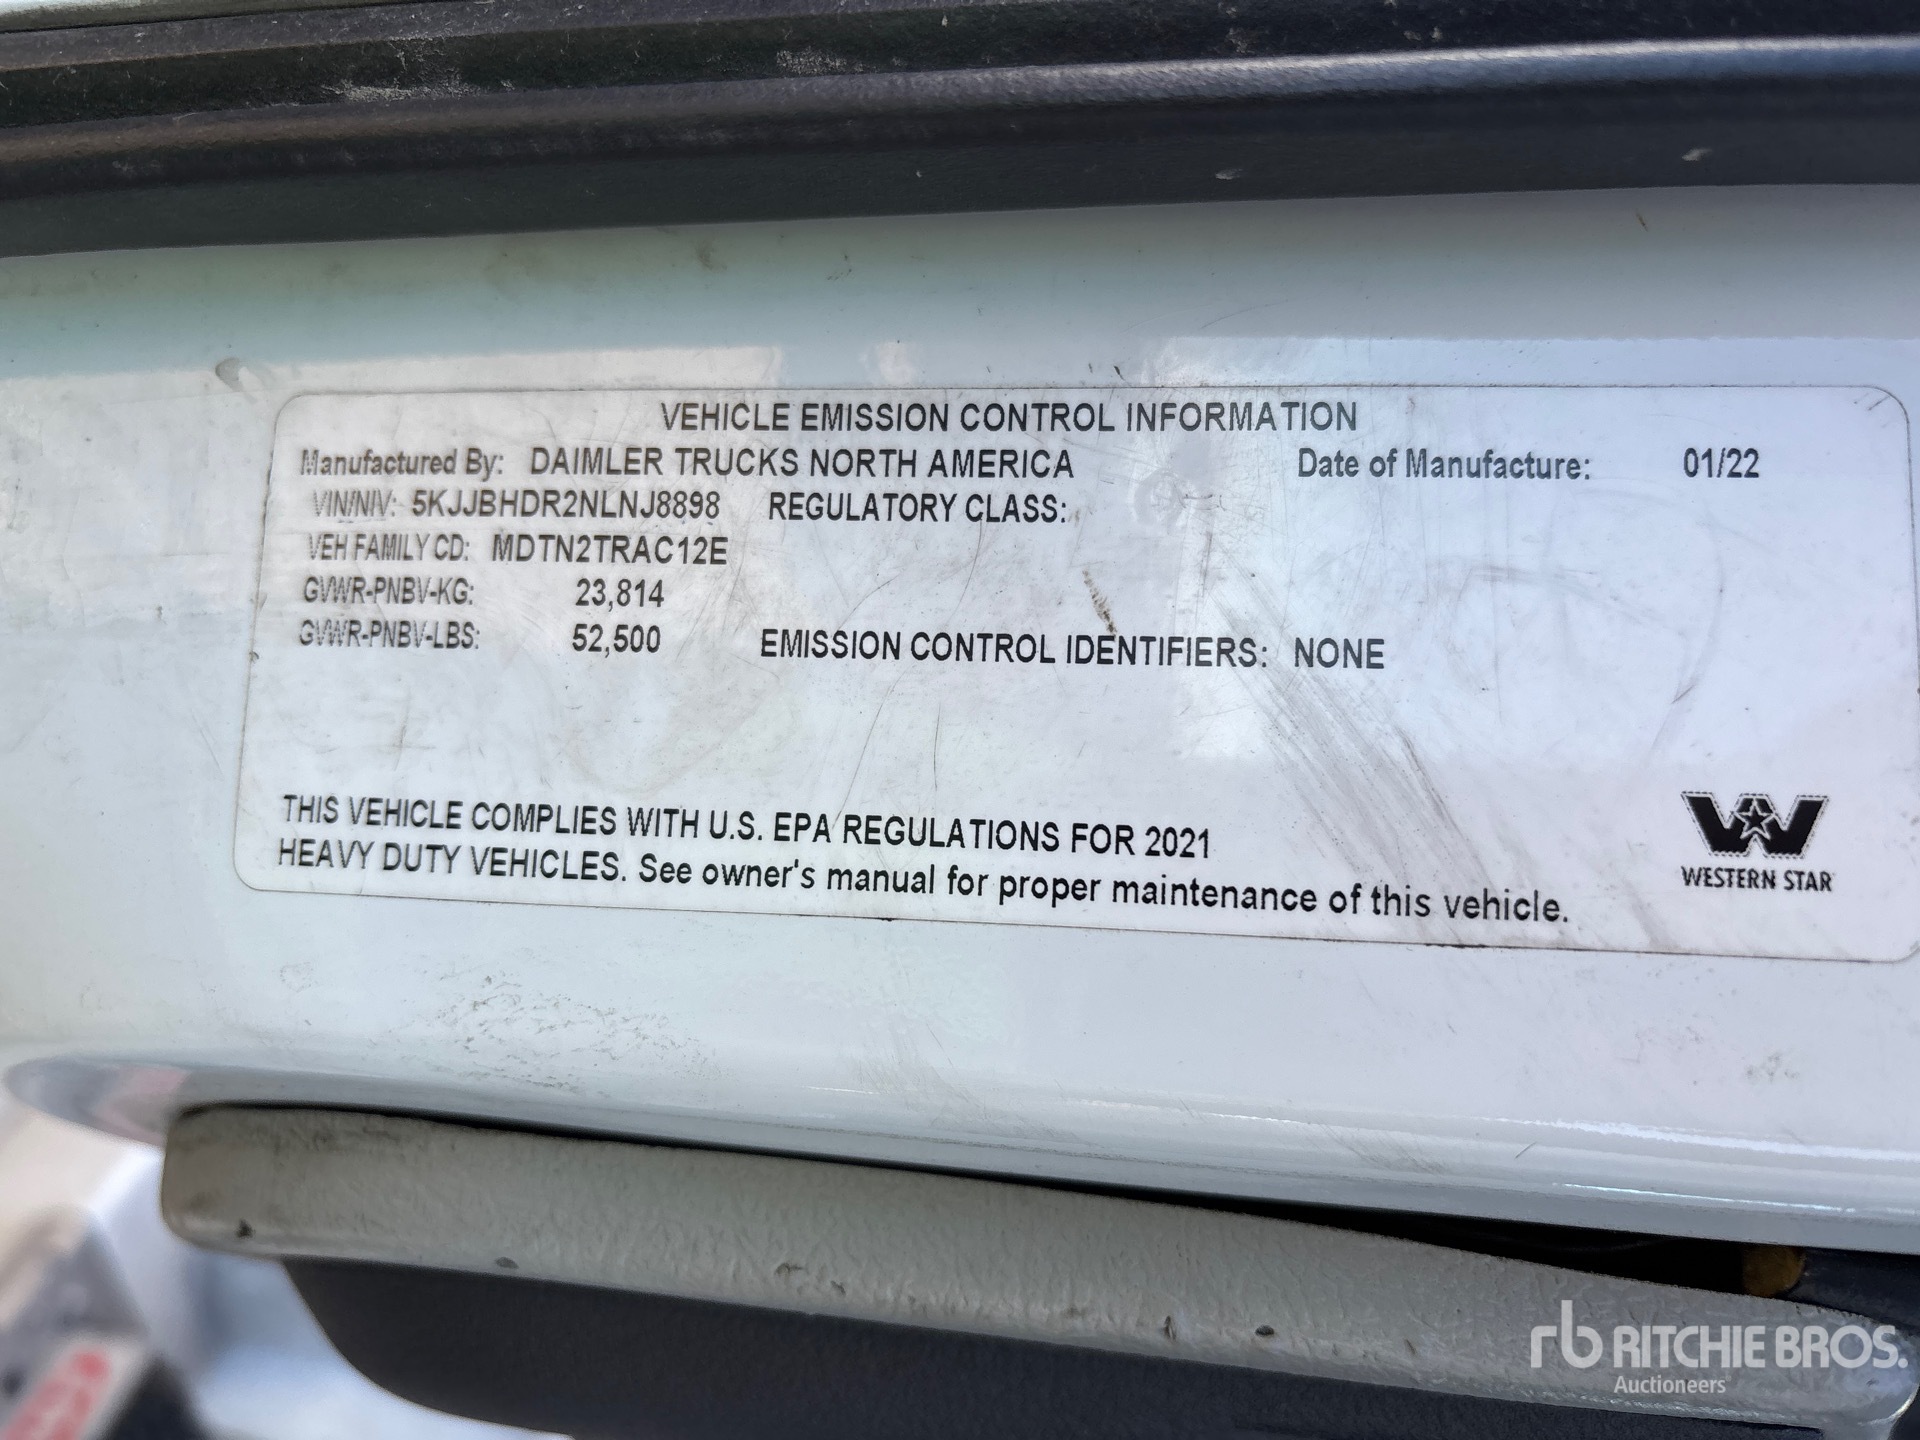 VEHICLE EMISSION CONTROL INFORMATION
Manufactured By: DAIMLER TRUCKS NORTH AMERICA Date of Manufacture: 01/22
VIN/NIV: 5KJJBHDR2NLNJ8898 REGULATORY CLASS:
VEH FAMILY CD: MDTN2TRAC12E
GVWR-PNBV-KG: 23,814
GVWR-PNBV-LBS: 52,500 EMISSION CONTROL IDENTIFIERS: NONE
THIS VEHICLE COMPLIES WITH U.S. EPA REGULATIONS FOR 2021
HEAVY DUTY VEHICLES. See owner's manual for proper maintenance of this vehicle.
WESTERN STAR
rb RITCHIE BROS.
Auctioneers